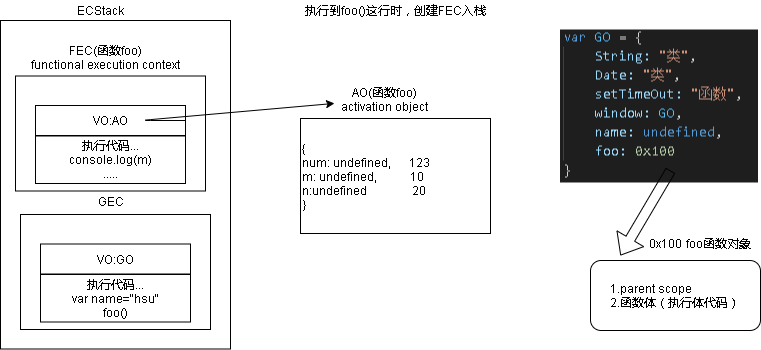 ECStack
FEC(函数foo)
functional execution context
VO:AO
执行代码...
console.log(m)
.....
GEC
VO:GO
执行代码...
var name="hsu"
foo()
执行到foo()这行时，创建FEC入栈
AO(函数foo)
activation object
{
num: undefined, 123
m: undefined, 10
n:undefined 20
}
var GO = {
String: "类",
Date: "类",
setTimeOut: "函数",
window: GO,
name: undefined,
foo: 0x100
}
0x100 foo函数对象
1.parent scope
2.函数体（执行体代码）